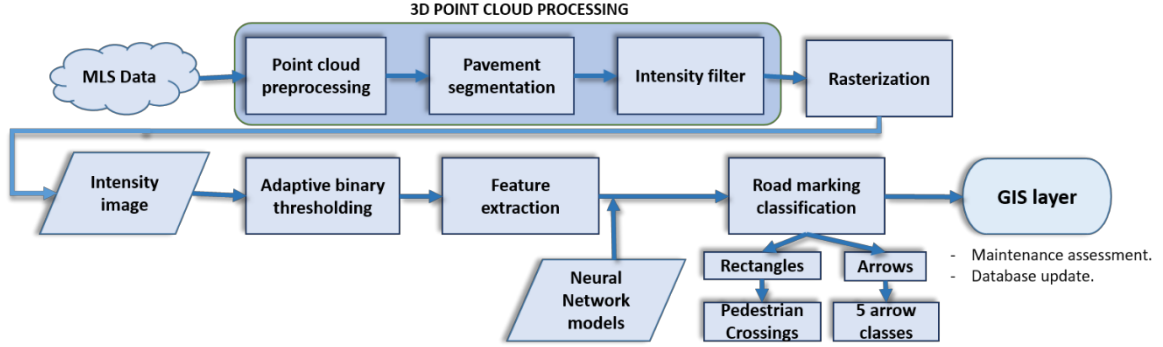 3D POINT CLOUD PROCESSING
MLS Data
Point cloud
preprocessing
Pavement
segmentation
Intensity filter
Rasterization
Intensity
image
Adaptive binary
thresholding
Feature
extraction
Road marking
classification
GIS layer
Neural
Network
models
Rectangles
Arrows
Pedestrian
Crossings
5 arrow
classes
- Maintenance assessment.
- Database update.